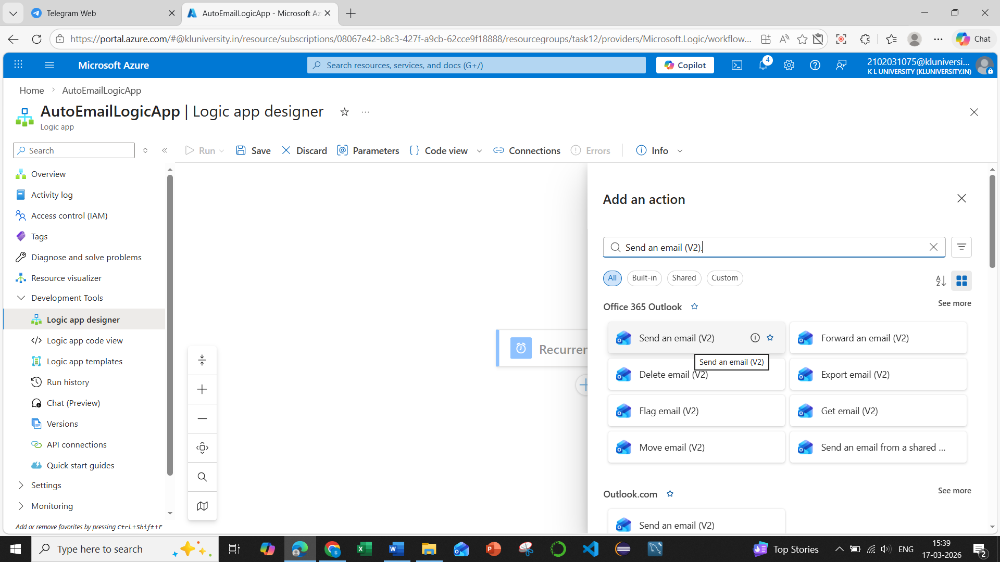 Telegram Web
AutoEmailLogicApp - Microsoft Az
https://portal.azure.com/#@kluniversity.in/resource/subscriptions/08067e42-b8c3-427f-a9cb-62cce9f18888/resourcegroups/task12/providers/Microsoft.Logic/workflow...
Chat
Microsoft Azure
Search resources, services, and docs (G+/)
Copilot
4
2102031075@kluniversi...
K L UNIVERSITY (KLUNIVERSITY.IN)
Home
AutoEmailLogicApp
AutoEmailLogicApp | Logic app designer
Logic app
Search
Run
Save
Discard
Parameters
Code view
Connections
Errors
Info
Overview
Activity log
Access control (IAM)
Tags
Diagnose and solve problems
Resource visualizer
Development Tools
Logic app designer
Logic app code view
Logic app templates
Run history
Chat (Preview)
Versions
API connections
Quick start guides
Settings
Monitoring
Add or remove favorites by pressing Ctrl+Shift+F
Recurren
Add an action
Send an email (V2).
All
Built-in
Shared
Custom
Office 365 Outlook
See more
Send an email (V2)
Forward an email (V2)
Send an email (V2)
Delete email (V2)
Export email (V2)
Flag email (V2)
Get email (V2)
Move email (V2)
Send an email from a shared ...
Outlook.com
See more
Send an email (V2)
Type here to search
Top Stories
ENG
15:39
17-03-2026
2